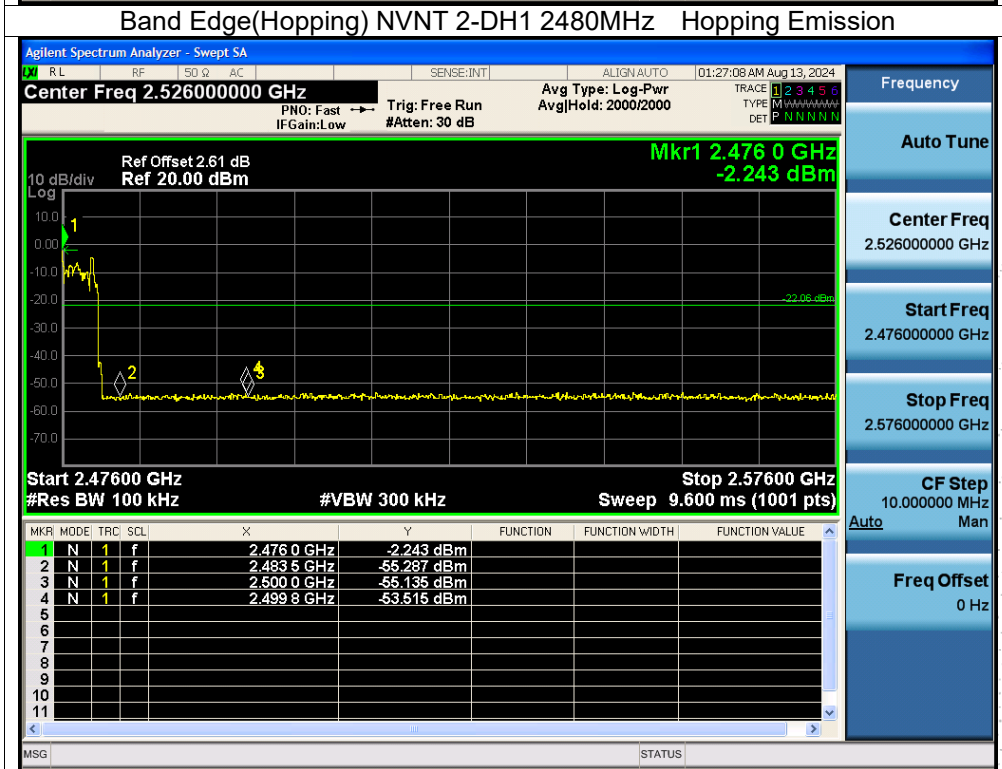 Band Edge(Hopping) NVNT 2-DH1 2480MHz Hopping Emission
Agilent Spectrum Analyzer - Swept SA
LXI RL RF 50 Ω AC SENSE:INT ALIGN AUTO 01:27:08 AM Aug 13, 2024
Center Freq 2.526000000 GHz
PNO: Fast
IFGain:Low
Trig: Free Run
#Atten: 30 dB
Avg Type: Log-Pwr
Avg|Hold: 2000/2000
TRACE 1 2 3 4 5 6
TYPE M WWWWW
DET P N N N N N
Mkr1 2.476 0 GHz
-2.243 dBm
Ref Offset 2.61 dB
Ref 20.00 dBm
10 dB/div
Log
10.0
0.00
-10.0
-20.0
-30.0
-40.0
-50.0
-60.0
-70.0
1
2
4
3
-22.06 dBm
Start 2.47600 GHz Stop 2.57600 GHz
#Res BW 100 kHz #VBW 300 kHz Sweep 9.600 ms (1001 pts)
MKR MODE TRC SCL X Y FUNCTION FUNCTION WIDTH FUNCTION VALUE
1 N 1 f 2.476 0 GHz -2.243 dBm
2 N 1 f 2.483 5 GHz -55.287 dBm
3 N 1 f 2.500 0 GHz -55.135 dBm
4 N 1 f 2.499 8 GHz -53.515 dBm
5
6
7
8
9
10
11
MSG STATUS
Frequency
Auto Tune
Center Freq
2.526000000 GHz
Start Freq
2.476000000 GHz
Stop Freq
2.576000000 GHz
CF Step
10.000000 MHz
Auto Man
Freq Offset
0 Hz